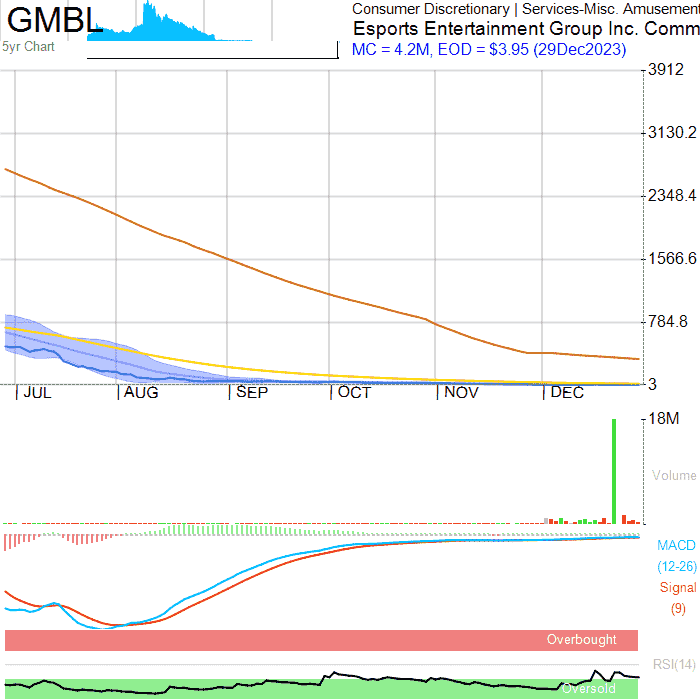 GMBL
Consumer Discretionary | Services-Misc. Amusement
Esports Entertainment Group Inc. Comm
5yr Chart
MC = 4.2M, EOD = $3.95 (29Dec2023)
3912
3130.2
2348.4
1566.6
784.8
3
JUL
AUG
SEP
OCT
NOV
DEC
18M
Volume
MACD
(12-26)
Signal
(9)
Overbought
RSI(14)
Oversold